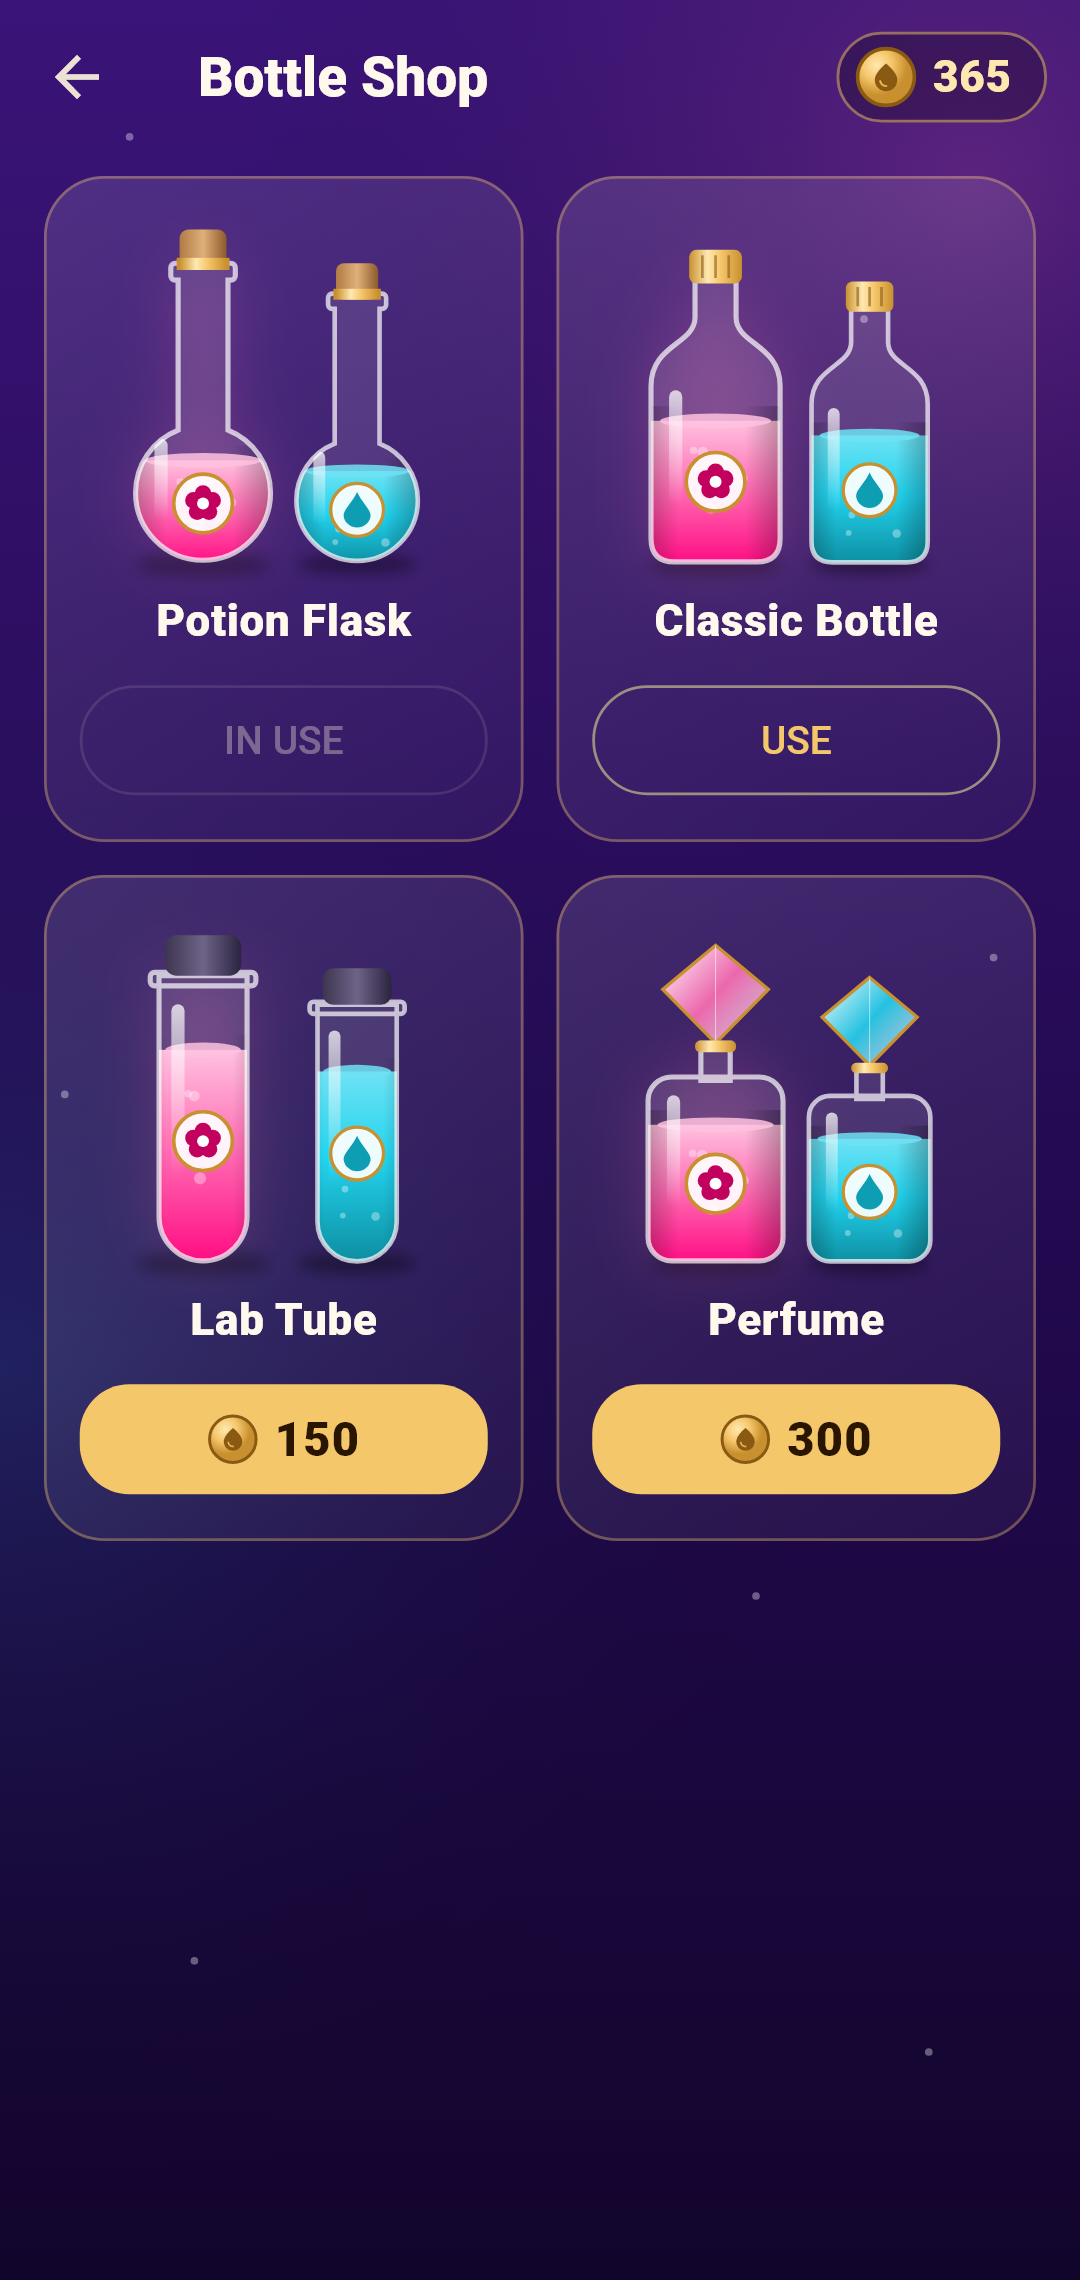 Bottle Shop
365
Potion Flask
Classic Bottle
IN USE
USE
Lab Tube
Perfume
150
300